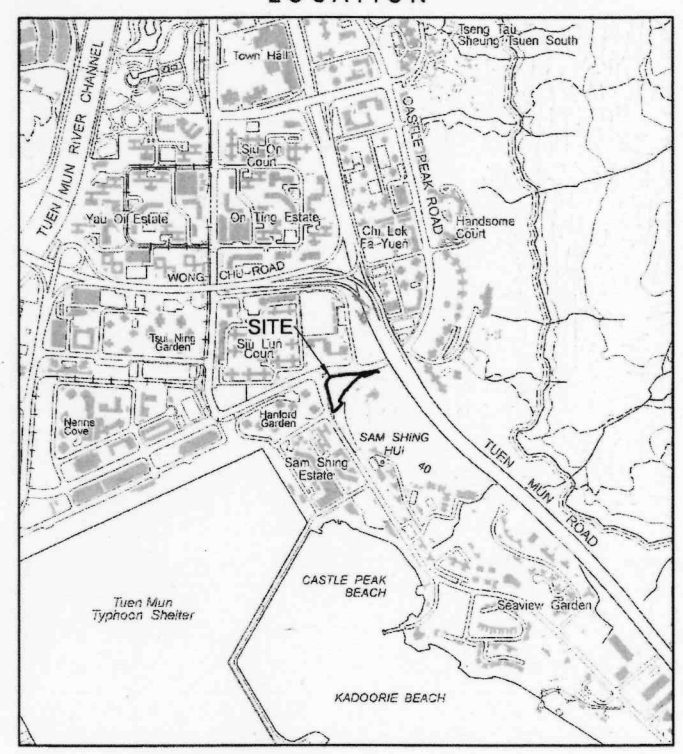 LOCATION
Tseng Tau
Sheung Tsuen South
Town Hall
TUEN MUN RIVER CHANNEL
CASTLE PEAK ROAD
Siu On
Court
Yau Oi Estate
On Ting Estate
Handsome
Court
Chi Lok
Fa Yuen
WONG CHU ROAD
SITE
Tsui Ning
Garden
Siu Lun
Court
Nerine
Cove
Hanford
Garden
SAM SHING
HUI
40
TUEN MUN ROAD
Sam Shing
Estate
CASTLE PEAK
BEACH
Tuen Mun
Typhoon Shelter
Seaview Garden
KADOORIE BEACH